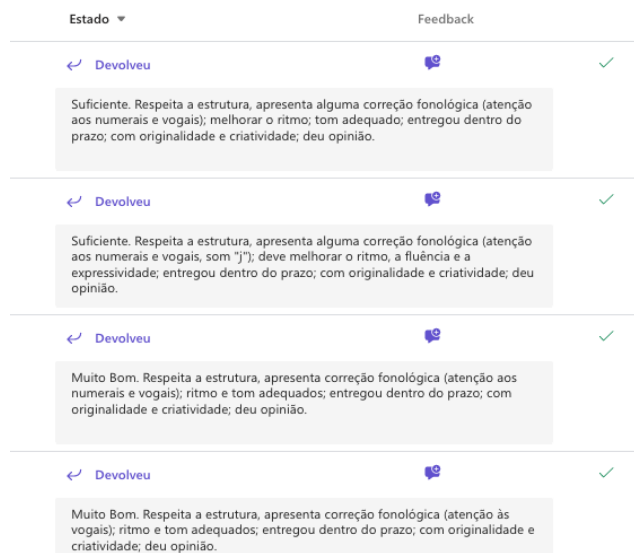 Estado Feedback
Devolveu
Suficiente. Respeita a estrutura, apresenta alguma correção fonológica (atenção
aos numerais e vogais); melhorar o ritmo; tom adequado; entregou dentro do
prazo; com originalidade e criatividade; deu opinião.
Devolveu
Suficiente. Respeita a estrutura, apresenta alguma correção fonológica (atenção
aos numerais e vogais, som "j"); deve melhorar o ritmo, a fluência e a
expressividade; entregou dentro do prazo; com originalidade e criatividade; deu
opinião.
Devolveu
Muito Bom. Respeita a estrutura, apresenta correção fonológica (atenção aos
numerais e vogais); ritmo e tom adequados; entregou dentro do prazo; com
originalidade e criatividade; deu opinião.
Devolveu
Muito Bom. Respeita a estrutura, apresenta correção fonológica (atenção às
vogais); ritmo e tom adequados; entregou dentro do prazo; com originalidade e
criatividade; deu opinião.